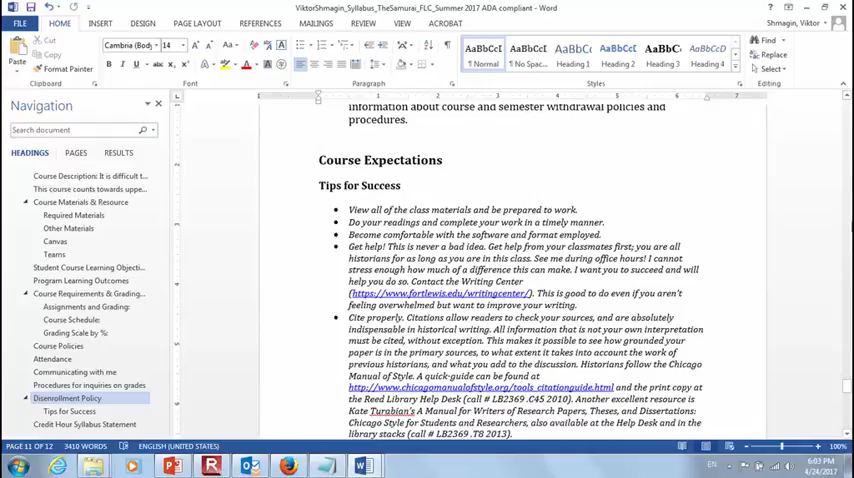 ViktorShmagin_Syllabus_TheSamurai_FLC_Summer 2017 ADA compliant - Word
FILE HOME INSERT DESIGN PAGE LAYOUT REFERENCES MAILINGS REVIEW VIEW ACROBAT Shmagin, Viktor
Paste
Cut
Copy
Format Painter
Cambria (Body) 14
AaBbCcI AaBbCcI AaBbCcI AaBbCcI AaBbCc AaBbCcD
¶ Normal ¶ No Spac... Heading 1 Heading 2 Heading 3 Heading 4
Find
Replace
Select
Clipboard Font Paragraph Styles Editing
Navigation
Search document
HEADINGS PAGES RESULTS
Course Description: It is difficult t...
This course counts towards uppe...
Course Materials & Resource
Required Materials
Other Materials
Canvas
Teams
Student Course Learning Objecti...
Program Learning Outcomes
Course Requirements & Grading...
Assignments and Grading:
Course Schedule:
Grading Scale by %:
Course Policies
Attendance
Communicating with me
Procedures for inquiries on grades
Disenrollment Policy
Tips for Success
Credit Hour Syllabus Statement
1 2 3 4 5 6 7
information about course and semester withdrawal policies and
procedures.
Course Expectations
Tips for Success
• View all of the class materials and be prepared to work.
• Do your readings and complete your work in a timely manner.
• Become comfortable with the software and format employed.
• Get help! This is never a bad idea. Get help from your classmates first; you are all
historians for as long as you are in this class. See me during office hours! I cannot
stress enough how much of a difference this can make. I want you to succeed and will
help you do so. Contact the Writing Center
(https://www.fortlewis.edu/writingcenter/). This is good to do even if you aren't
feeling overwhelmed but want to improve your writing.
• Cite properly. Citations allow readers to check your sources, and are absolutely
indispensable in historical writing. All information that is not your own interpretation
must be cited, without exception. This makes it possible to see how grounded your
paper is in the primary sources, to what extent it takes into account the work of
previous historians, and what you add to the discussion. Historians follow the Chicago
Manual of Style. A quick-guide can be found at
http://www.chicagomanualofstyle.org/tools_citationguide.html and the print copy at
the Reed Library Help Desk (call # LB2369 .C45 2010). Another excellent resource is
Kate Turabian's A Manual for Writers of Research Papers, Theses, and Dissertations:
Chicago Style for Students and Researchers, also available at the Help Desk and in the
library stacks (call # LB2369 .T8 2013).
PAGE 11 OF 12 3410 WORDS ENGLISH (UNITED STATES) 100%
EN 6:03 PM
4/24/2017